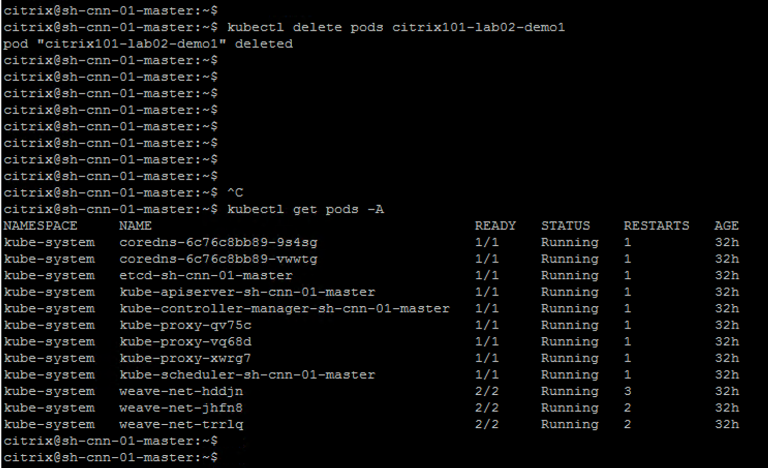 citrix@sh-cnn-01-master:~$
citrix@sh-cnn-01-master:~$ kubectl delete pods citrix101-lab02-demo1
pod "citrix101-lab02-demo1" deleted
citrix@sh-cnn-01-master:~$
citrix@sh-cnn-01-master:~$
citrix@sh-cnn-01-master:~$
citrix@sh-cnn-01-master:~$
citrix@sh-cnn-01-master:~$
citrix@sh-cnn-01-master:~$
citrix@sh-cnn-01-master:~$
citrix@sh-cnn-01-master:~$
citrix@sh-cnn-01-master:~$ ^C
citrix@sh-cnn-01-master:~$ kubectl get pods -A
NAMESPACE NAME READY STATUS RESTARTS AGE
kube-system coredns-6c76c8bb89-9s4sg 1/1 Running 1 32h
kube-system coredns-6c76c8bb89-vwwtg 1/1 Running 1 32h
kube-system etcd-sh-cnn-01-master 1/1 Running 1 32h
kube-system kube-apiserver-sh-cnn-01-master 1/1 Running 1 32h
kube-system kube-controller-manager-sh-cnn-01-master 1/1 Running 1 32h
kube-system kube-proxy-qv75c 1/1 Running 1 32h
kube-system kube-proxy-vq68d 1/1 Running 1 32h
kube-system kube-proxy-xwrg7 1/1 Running 1 32h
kube-system kube-scheduler-sh-cnn-01-master 1/1 Running 1 32h
kube-system weave-net-hddjn 2/2 Running 3 32h
kube-system weave-net-jhfn8 2/2 Running 2 32h
kube-system weave-net-trrlq 2/2 Running 2 32h
citrix@sh-cnn-01-master:~$
citrix@sh-cnn-01-master:~$